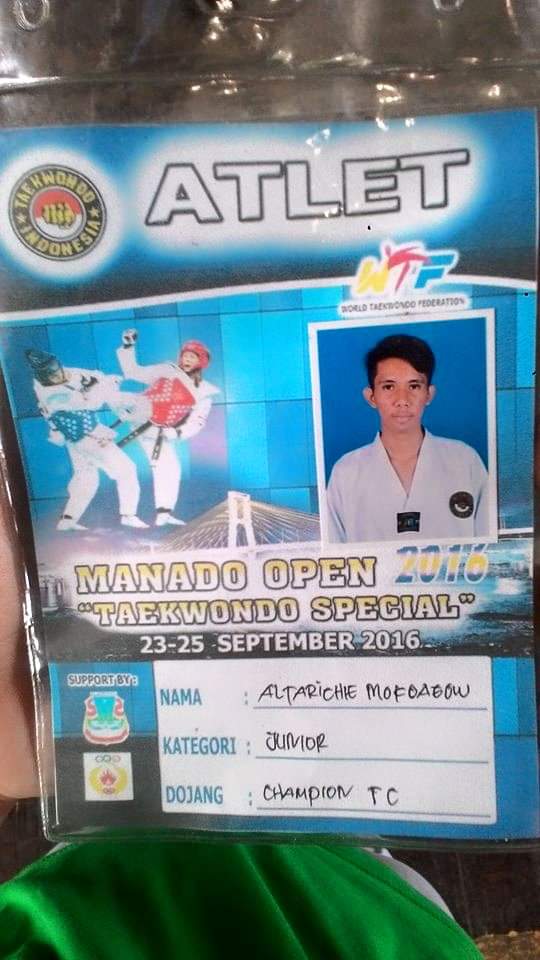 ATLET
TAEKWONDO
INDONESIA
WTF
WORLD TAEKWONDO FEDERATION
MANADO OPEN 2016
"TAEKWONDO SPECIAL"
23-25 SEPTEMBER 2016
SUPPORT BY :
NAMA : ALTARICHIE MOKOAGOW
KATEGORI : JUNIOR
DOJANG : CHAMPION TC